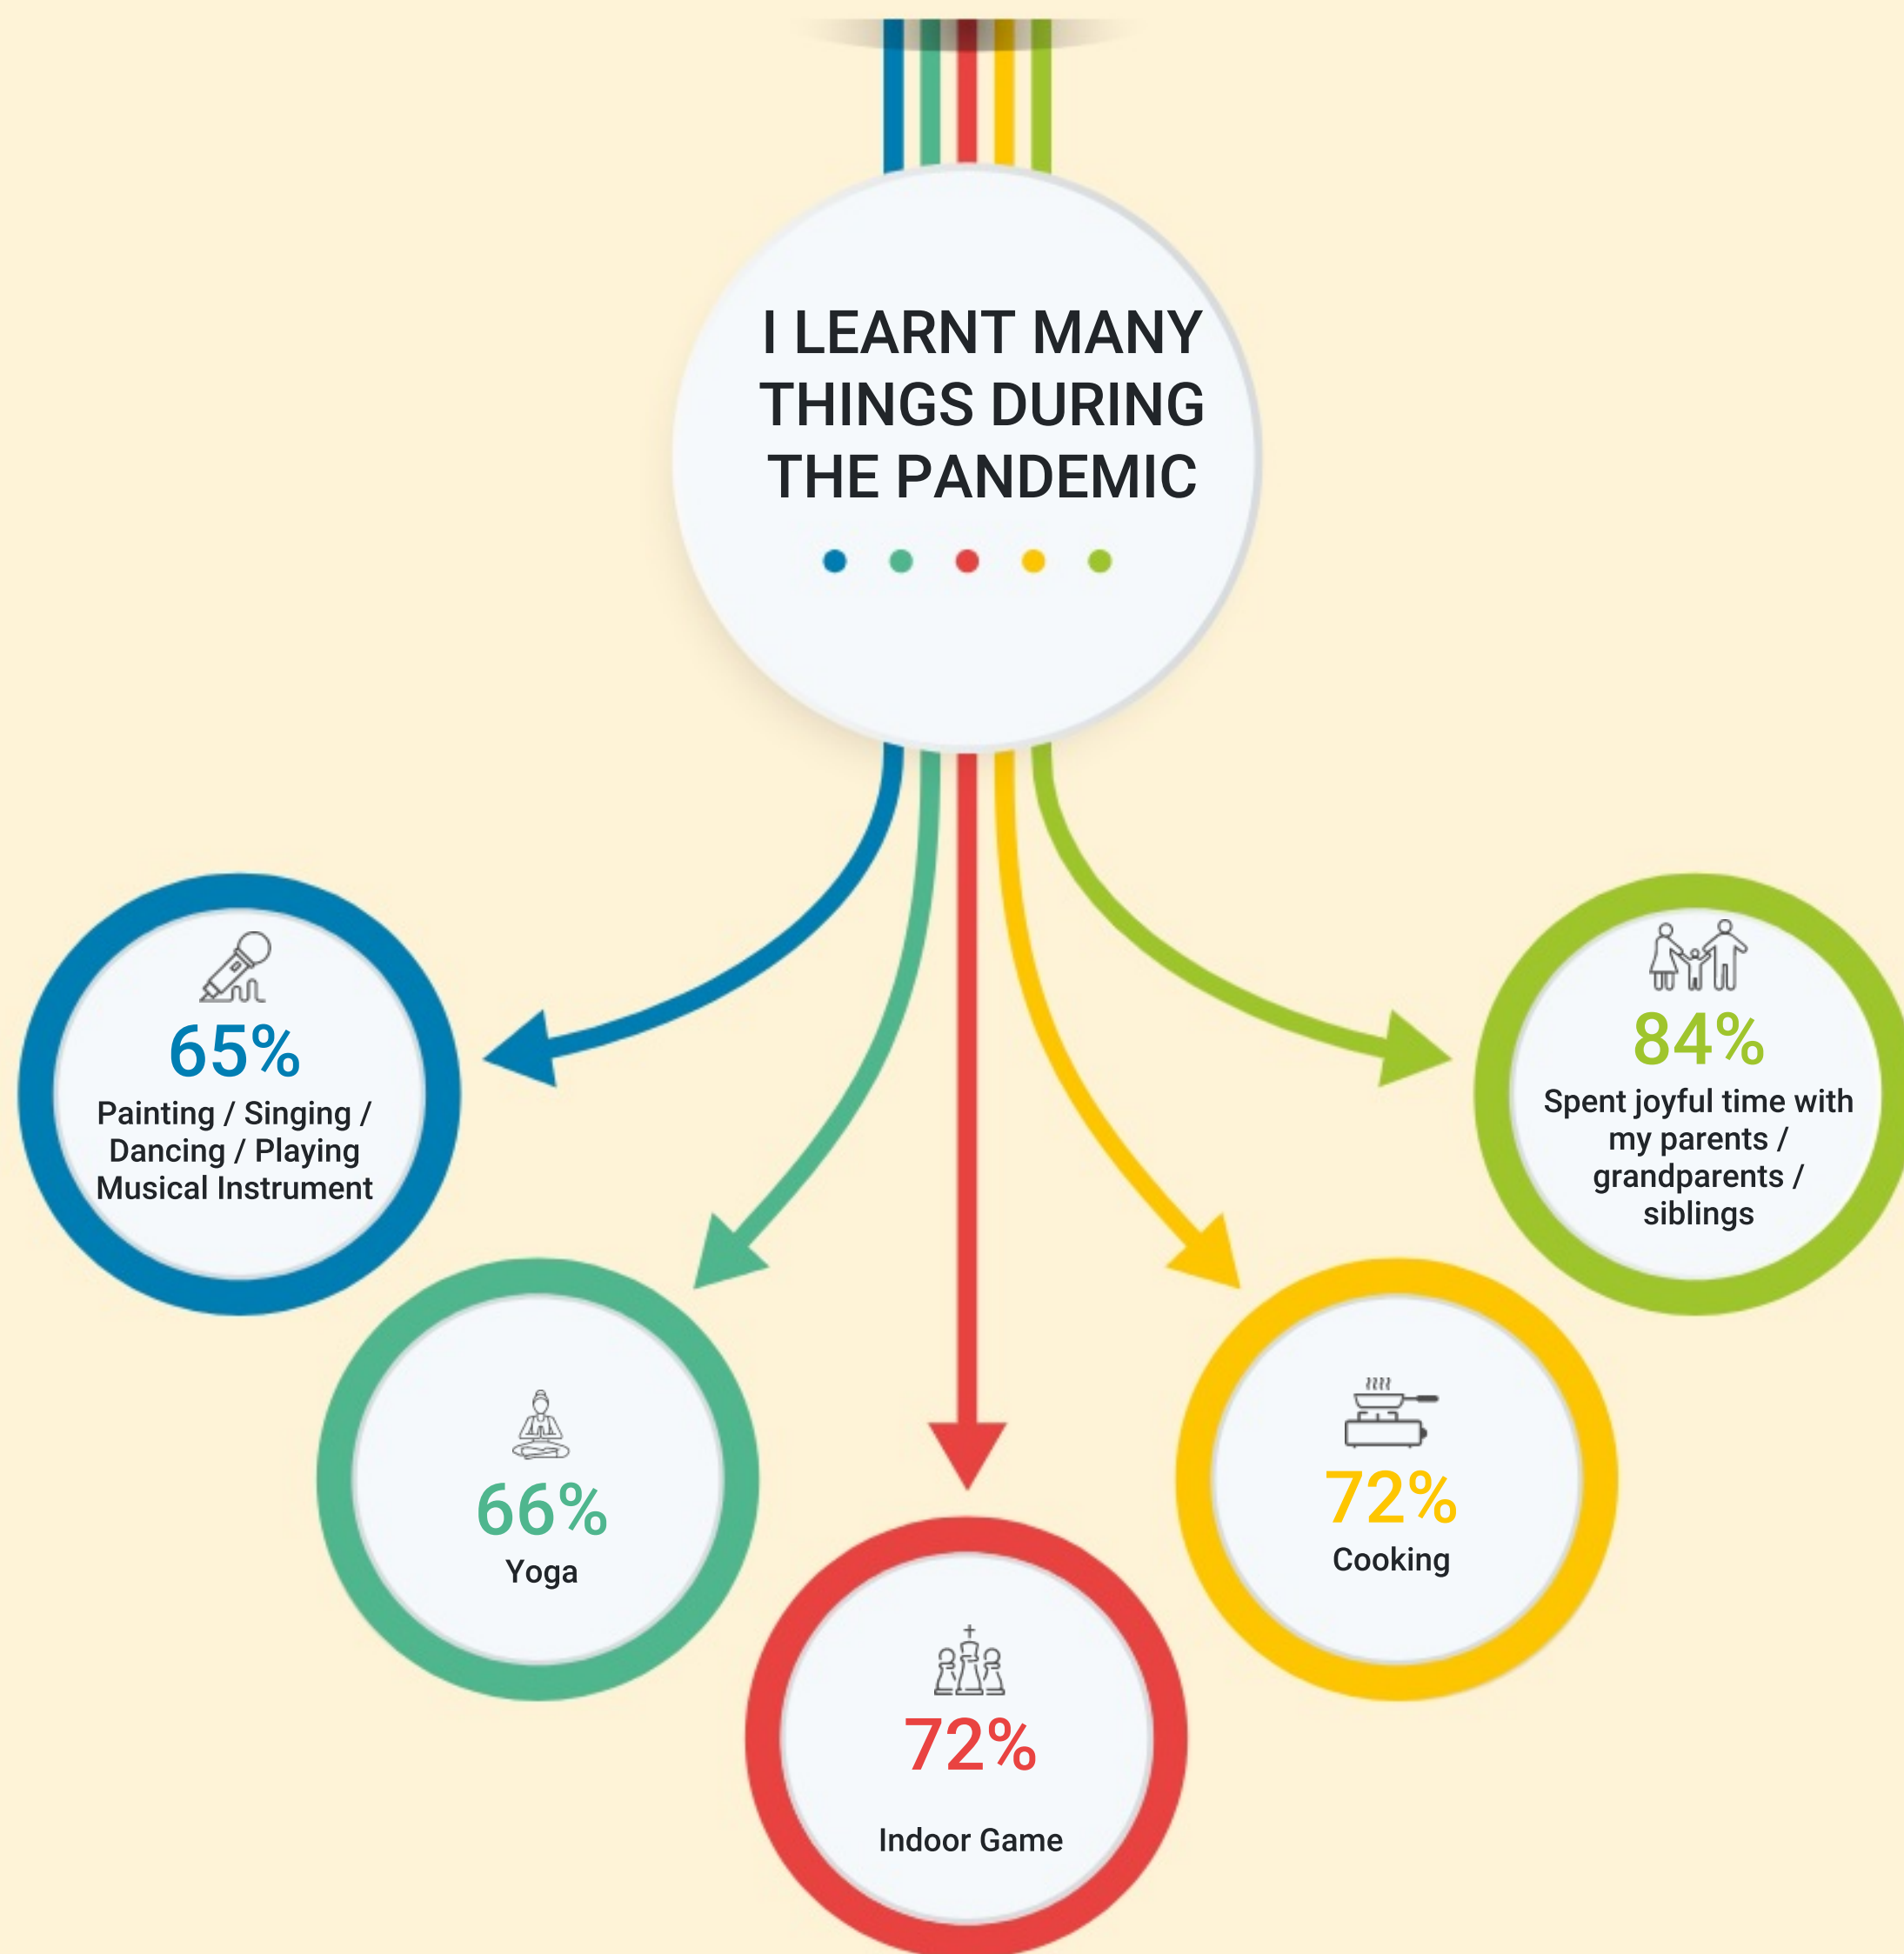 I LEARNT MANY
THINGS DURING
THE PANDEMIC
65%
Painting / Singing /
Dancing / Playing
Musical Instrument
84%
Spent joyful time with
my parents /
grandparents /
siblings
66%
Yoga
72%
Cooking
72%
Indoor Game